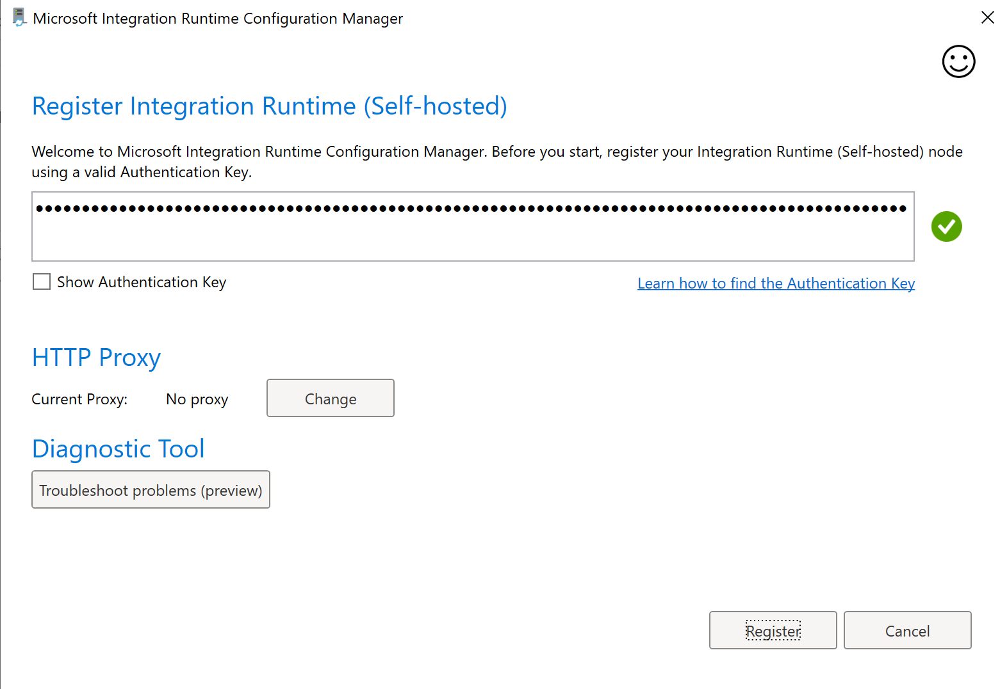 Microsoft Integration Runtime Configuration Manager
Register Integration Runtime (Self-hosted)
Welcome to Microsoft Integration Runtime Configuration Manager. Before you start, register your Integration Runtime (Self-hosted) node
using a valid Authentication Key.
Show Authentication Key
Learn how to find the Authentication Key
HTTP Proxy
Current Proxy: No proxy Change
Diagnostic Tool
Troubleshoot problems (preview)
Register Cancel